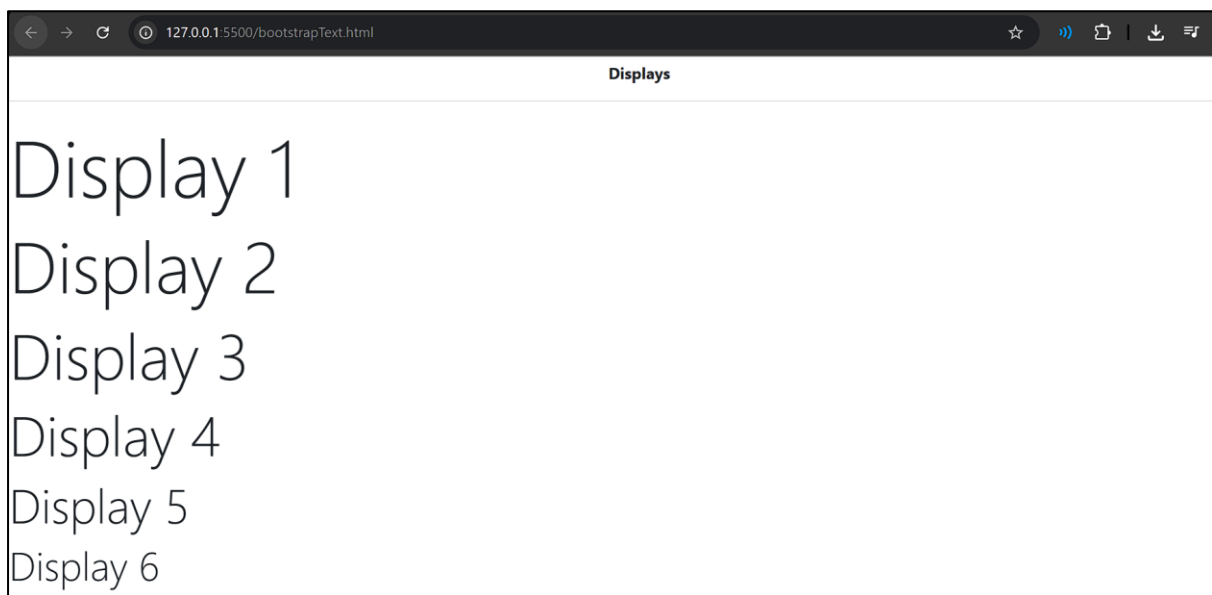 127.0.0.1:5500/bootstrapText.html
Displays
Display 1
Display 2
Display 3
Display 4
Display 5
Display 6